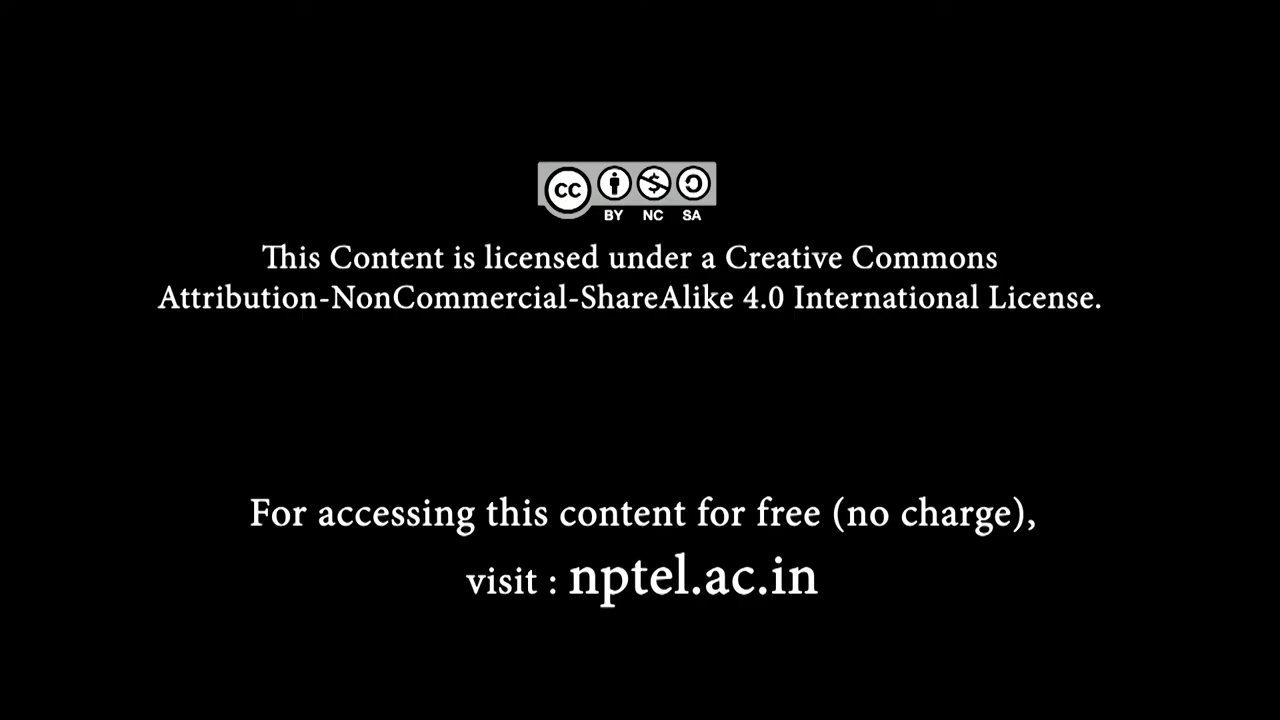 CC BY NC SA
This Content is licensed under a Creative Commons
Attribution-NonCommercial-ShareAlike 4.0 International License.
For accessing this content for free (no charge),
visit : nptel.ac.in